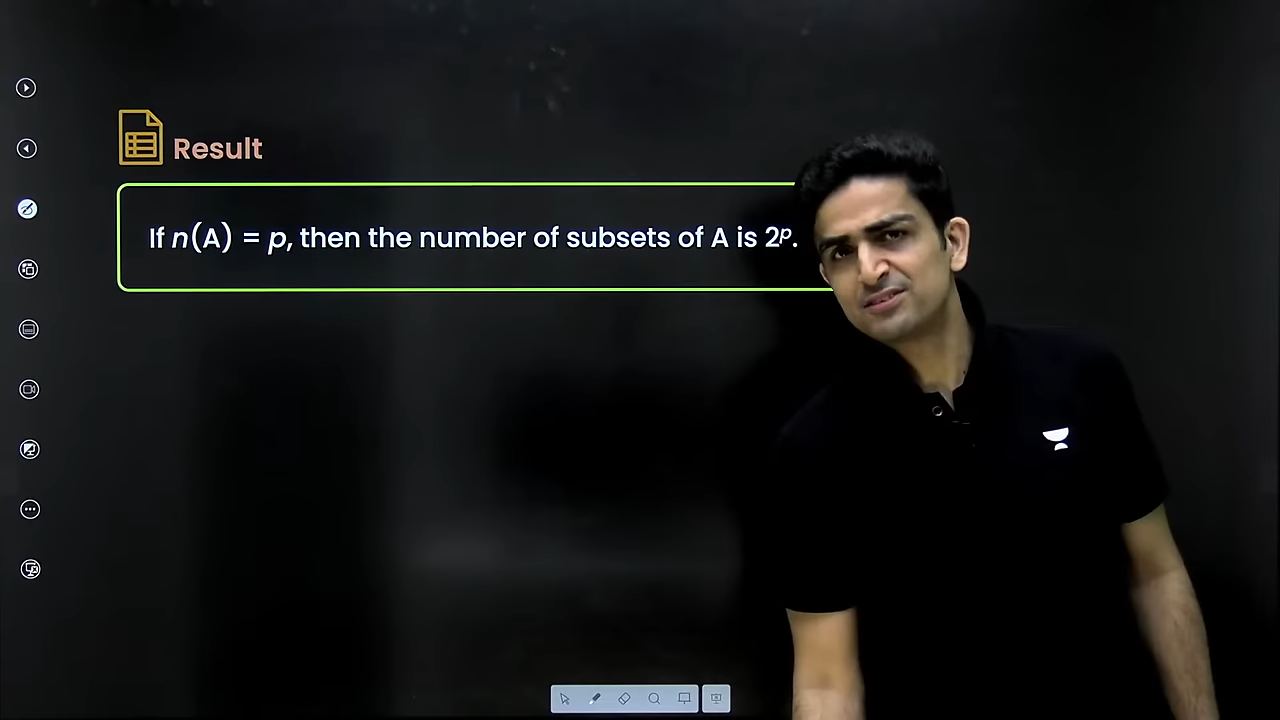 Result
If n(A) = p, then the number of subsets of A is 2ᵖ.